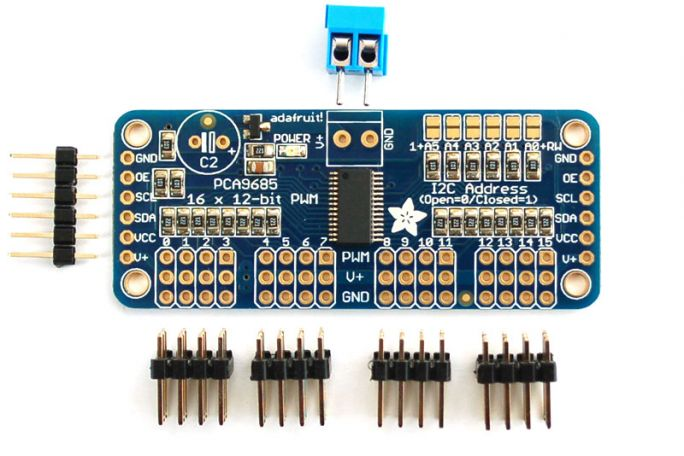 adafruit!
POWER
V+
GND
C2
+
1+A5 A4 A3 A2 A1 A0+RW
GND
GND
OE
OE
PCA9685
I2C Address
SCL
SCL
16 x 12-bit PWM
(Open=0/Closed=1)
SDA
SDA
VCC
VCC
0 1 2 3 4 5 6 7 8 9 10 11 12 13 14 15
V+
PWM
V+
V+
GND